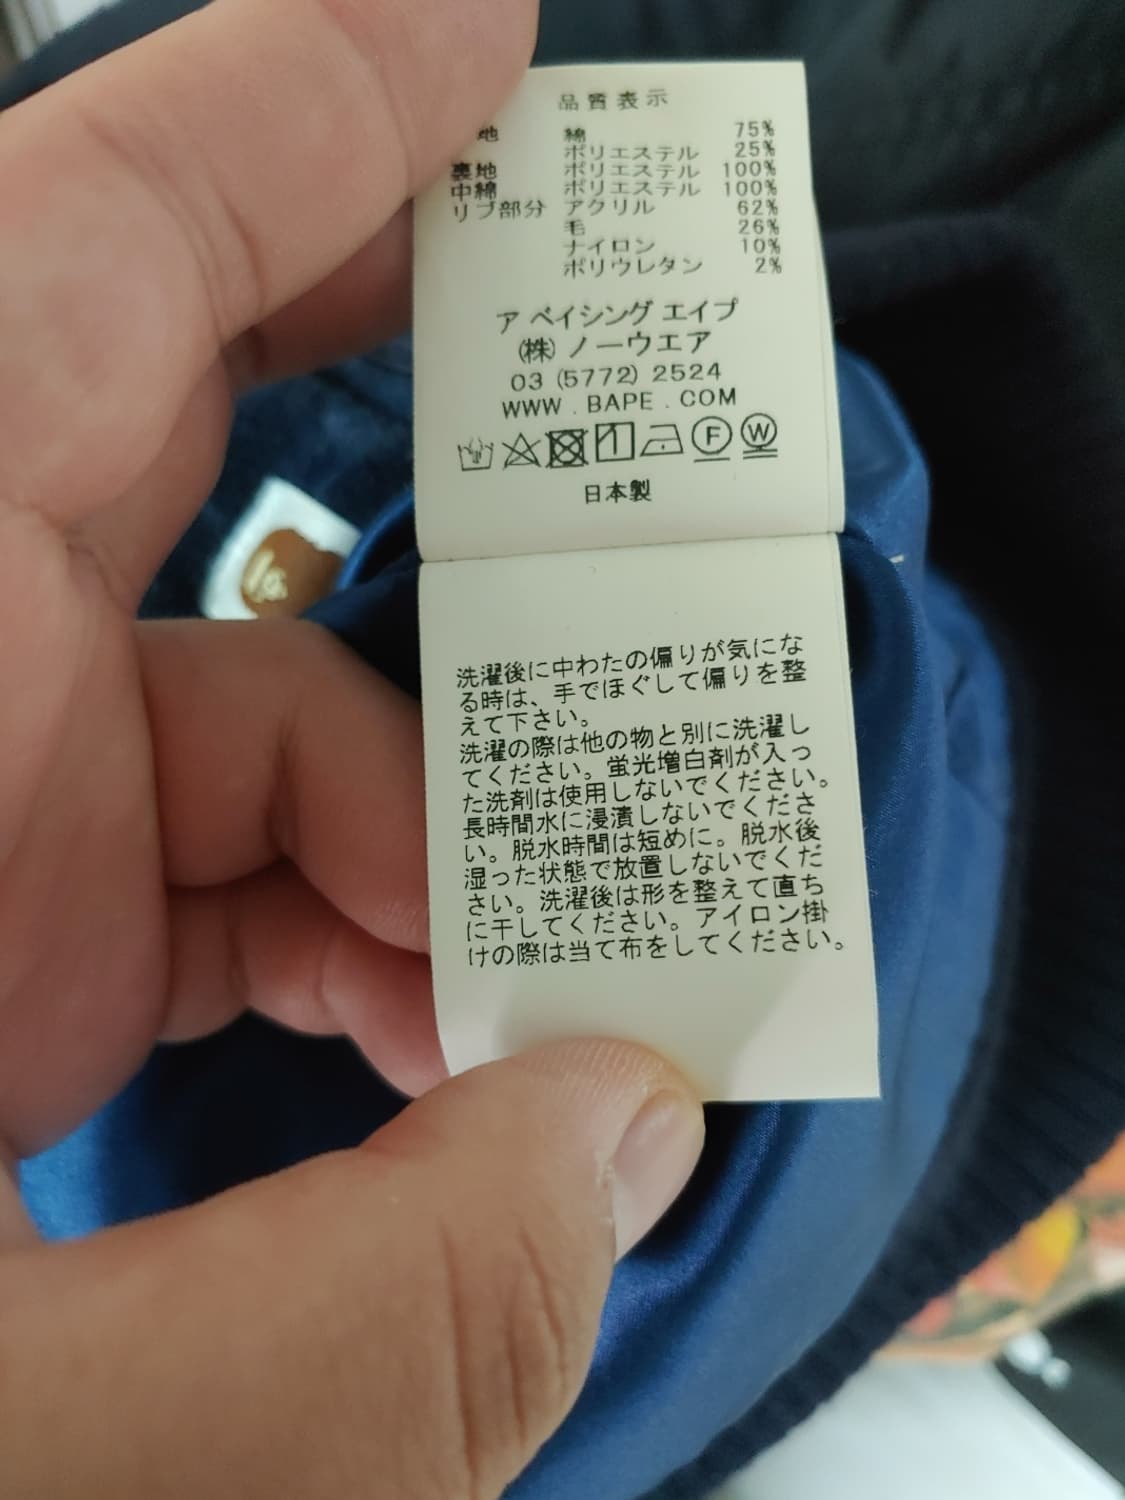 品質表示
地 綿 75%
ポリエステル 25%
裏地 ポリエステル 100%
中綿 ポリエステル 100%
リブ部分 アクリル 62%
毛 26%
ナイロン 10%
ポリウレタン 2%
ア ベイシング エイプ
(株) ノーウエア
03 (5772) 2524
WWW . BAPE . COM
F W
日本製
洗濯後に中わたの偏りが気にな
る時は、手でほぐして偏りを整
えて下さい。
洗濯の際は他の物と別に洗濯し
てください。蛍光増白剤が入っ
た洗剤は使用しないでください。
長時間水に浸漬しないでくださ
い。脱水時間は短めに。脱水後
湿った状態で放置しないでくだ
さい。洗濯後は形を整えて直ち
に干してください。アイロン掛
けの際は当て布をしてください。